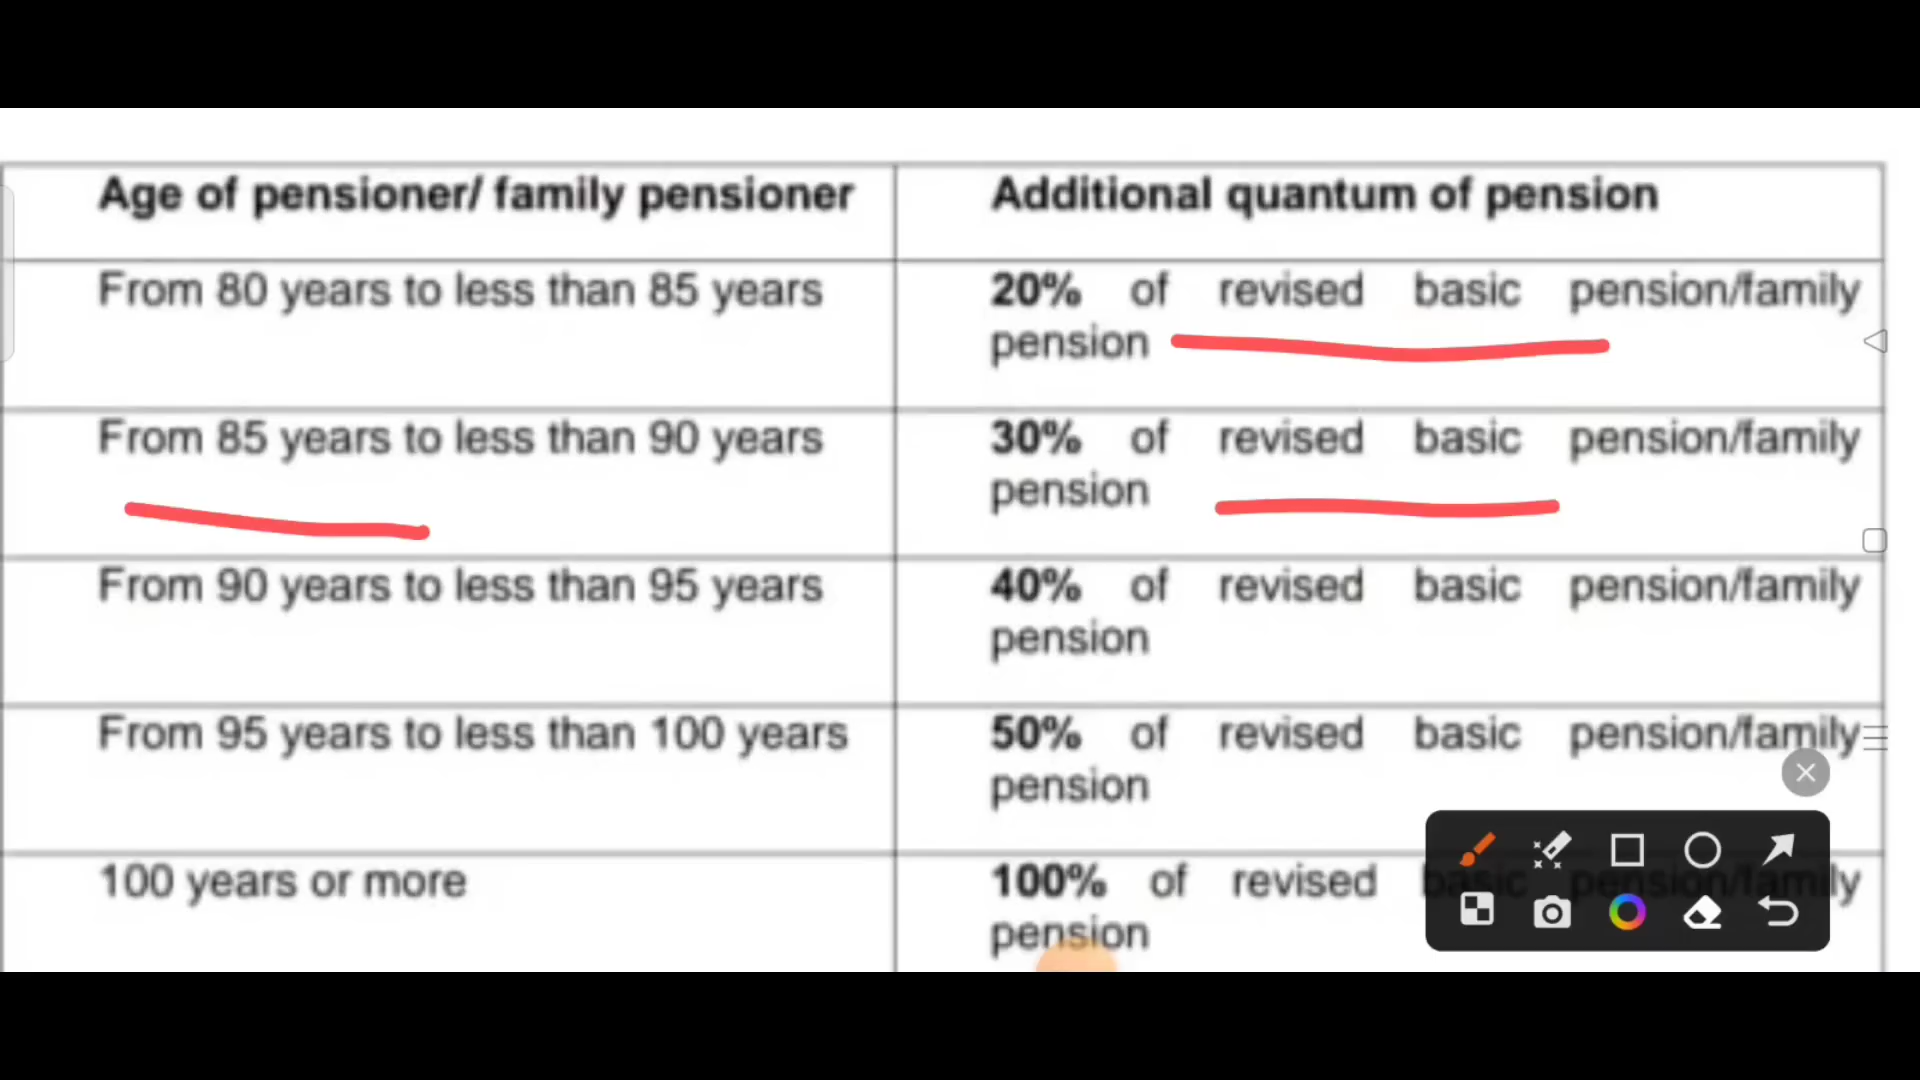 Age of pensioner/ family pensioner
Additional quantum of pension
From 80 years to less than 85 years
20% of revised basic pension/family
pension
From 85 years to less than 90 years
30% of revised basic pension/family
pension
From 90 years to less than 95 years
40% of revised basic pension/family
pension
From 95 years to less than 100 years
50% of revised basic pension/family
pension
100 years or more
100% of revised basic pension/family
pension